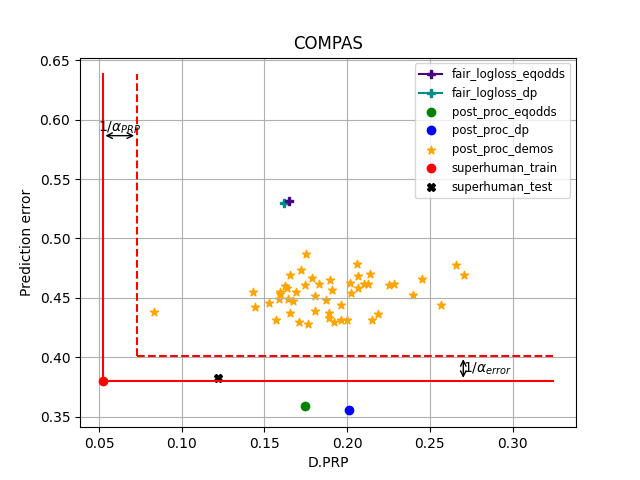 COMPAS
0.65
0.60
0.55
0.50
0.45
0.40
0.35
Prediction error
fair_logloss_eqodds
fair_logloss_dp
post_proc_eqodds
post_proc_dp
post_proc_demos
superhuman_train
superhuman_test
1/α_PRP
1/α_error
0.05 0.10 0.15 0.20 0.25 0.30
D.PRP